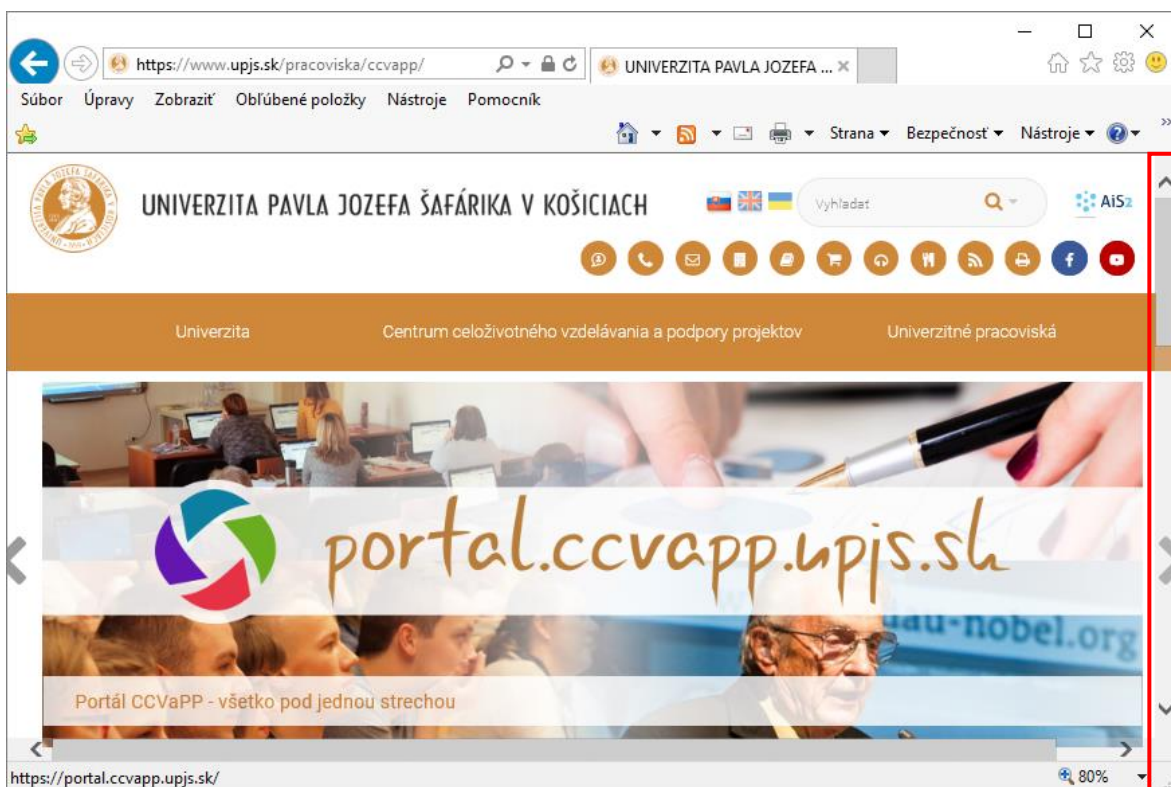 https://www.upjs.sk/pracoviska/ccvapp/
UNIVERZITA PAVLA JOZEFA ...
Súbor Úpravy Zobraziť Obľúbené položky Nástroje Pomocník
Strana Bezpečnosť Nástroje
UNIVERZITA PAVLA JOZEFA ŠAFÁRIKA V KOŠICIACH
Vyhľadať
AiS2
Univerzita Centrum celoživotného vzdelávania a podpory projektov Univerzitné pracoviská
portal.ccvapp.upjs.sk
dau-nobel.org
Portál CCVaPP - všetko pod jednou strechou
https://portal.ccvapp.upjs.sk/
80%